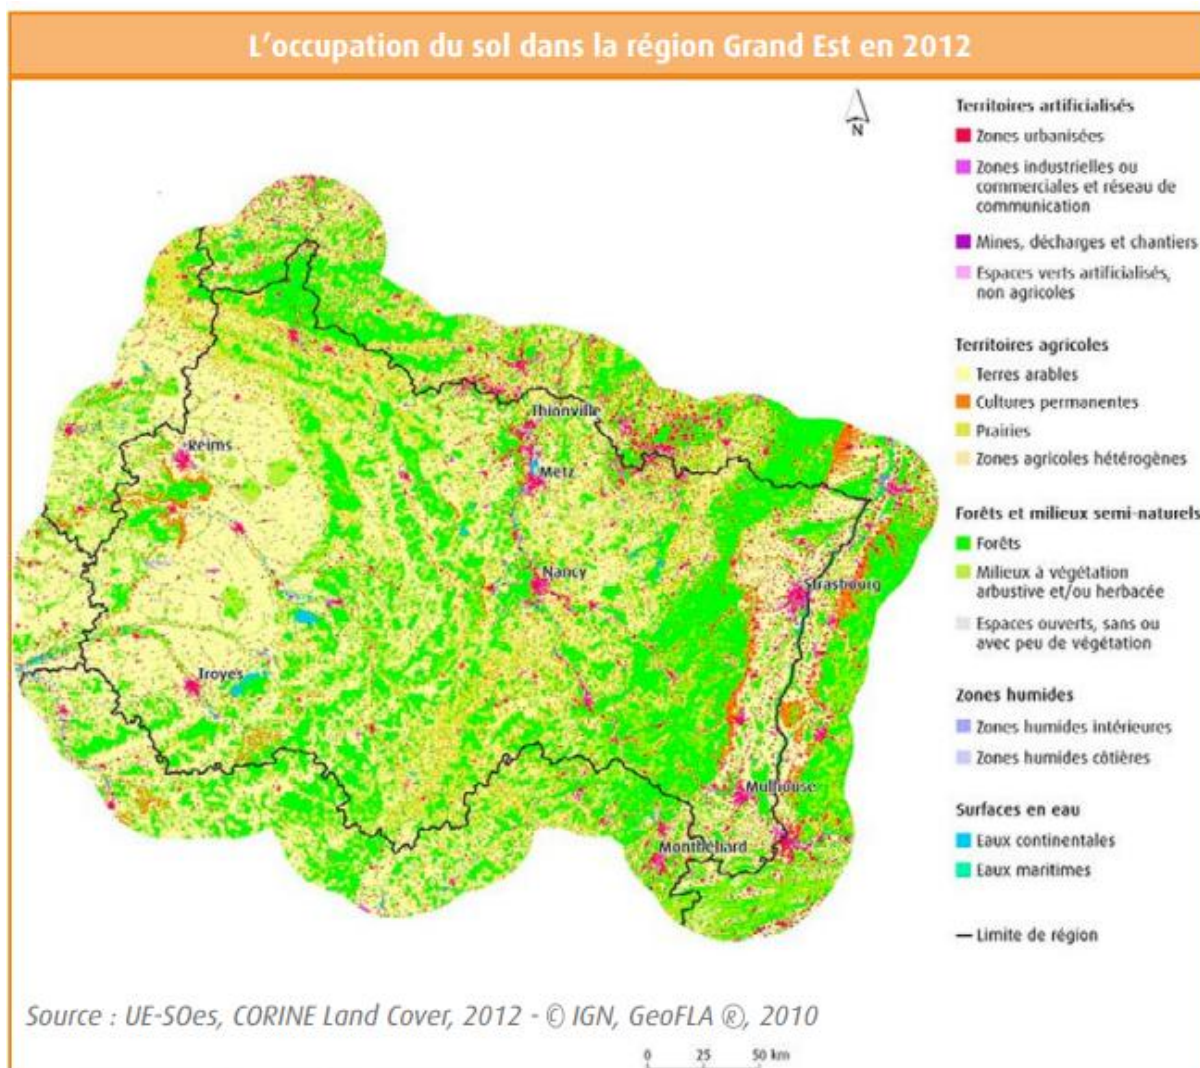 L'occupation du sol dans la région Grand Est en 2012
N
Reims
Thionville
Metz
Nancy
Strasbourg
Troyes
Mulhouse
Montbéliard
Territoires artificialisés
Zones urbanisées
Zones industrielles ou
commerciales et réseau de
communication
Mines, décharges et chantiers
Espaces verts artificialisés,
non agricoles
Territoires agricoles
Terres arables
Cultures permanentes
Prairies
Zones agricoles hétérogènes
Forêts et milieux semi-naturels
Forêts
Milieux à végétation
arbustive et/ou herbacée
Espaces ouverts, sans ou
avec peu de végétation
Zones humides
Zones humides intérieures
Zones humides côtières
Surfaces en eau
Eaux continentales
Eaux maritimes
Limite de région
Source : UE-SOes, CORINE Land Cover, 2012 - © IGN, GeoFLA ®, 2010
0 25 50 km